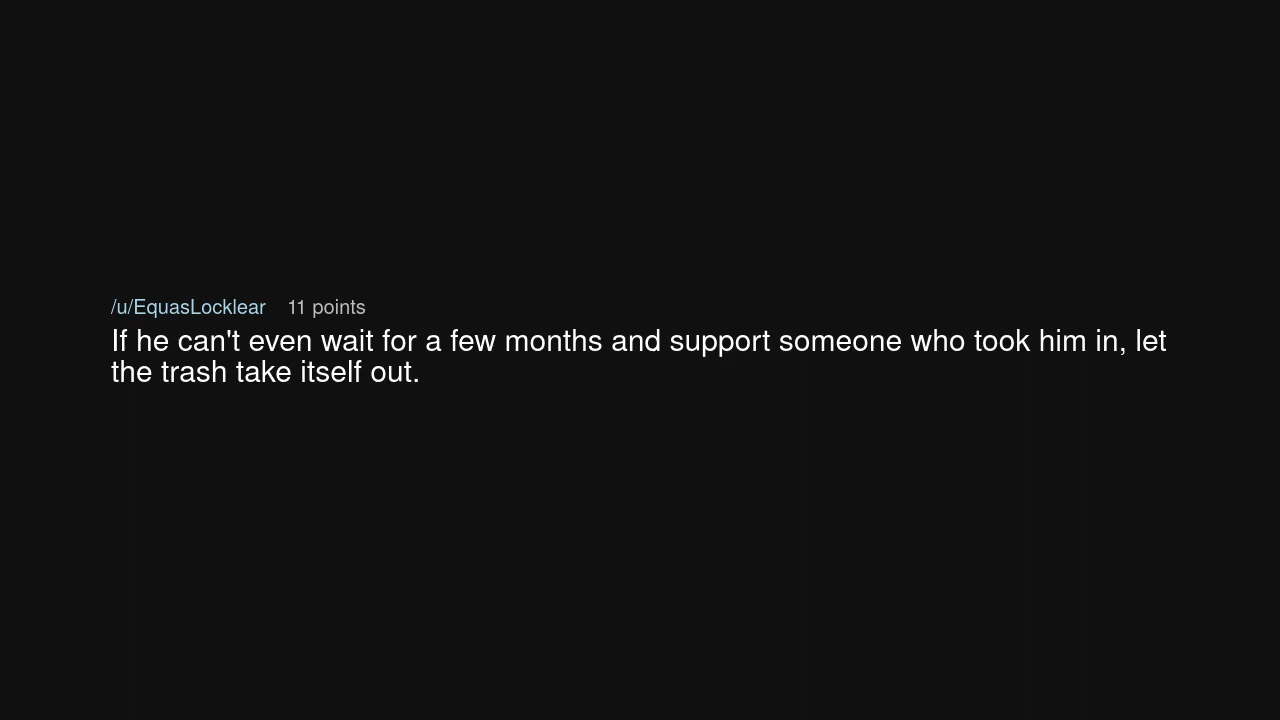 /u/EquasLocklear 11 points
If he can't even wait for a few months and support someone who took him in, let
the trash take itself out.